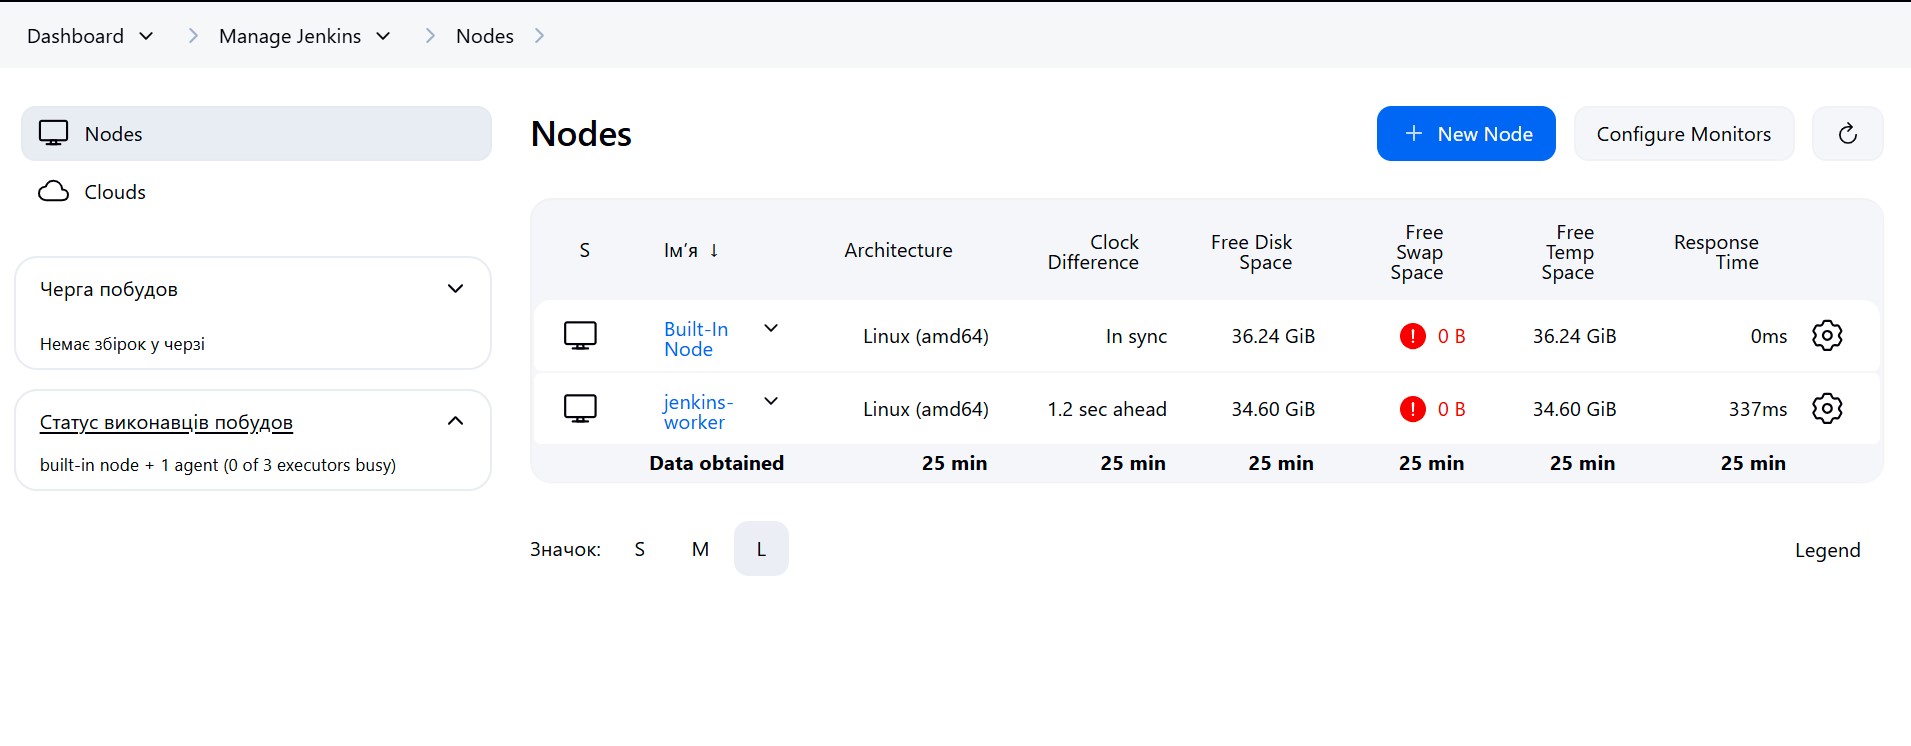 Dashboard Manage Jenkins Nodes
Nodes
Clouds
Черга побудов
Немає збірок у черзі
Статус виконавців побудов
built-in node + 1 agent (0 of 3 executors busy)
Nodes
+ New Node Configure Monitors
S Ім’я ↓ Architecture Clock Difference Free Disk Space Free Swap Space Free Temp Space Response Time
Built-In Node Linux (amd64) In sync 36.24 GiB 0 B 36.24 GiB 0ms
jenkins-worker Linux (amd64) 1.2 sec ahead 34.60 GiB 0 B 34.60 GiB 337ms
Data obtained 25 min 25 min 25 min 25 min 25 min 25 min
Значок: S M L Legend